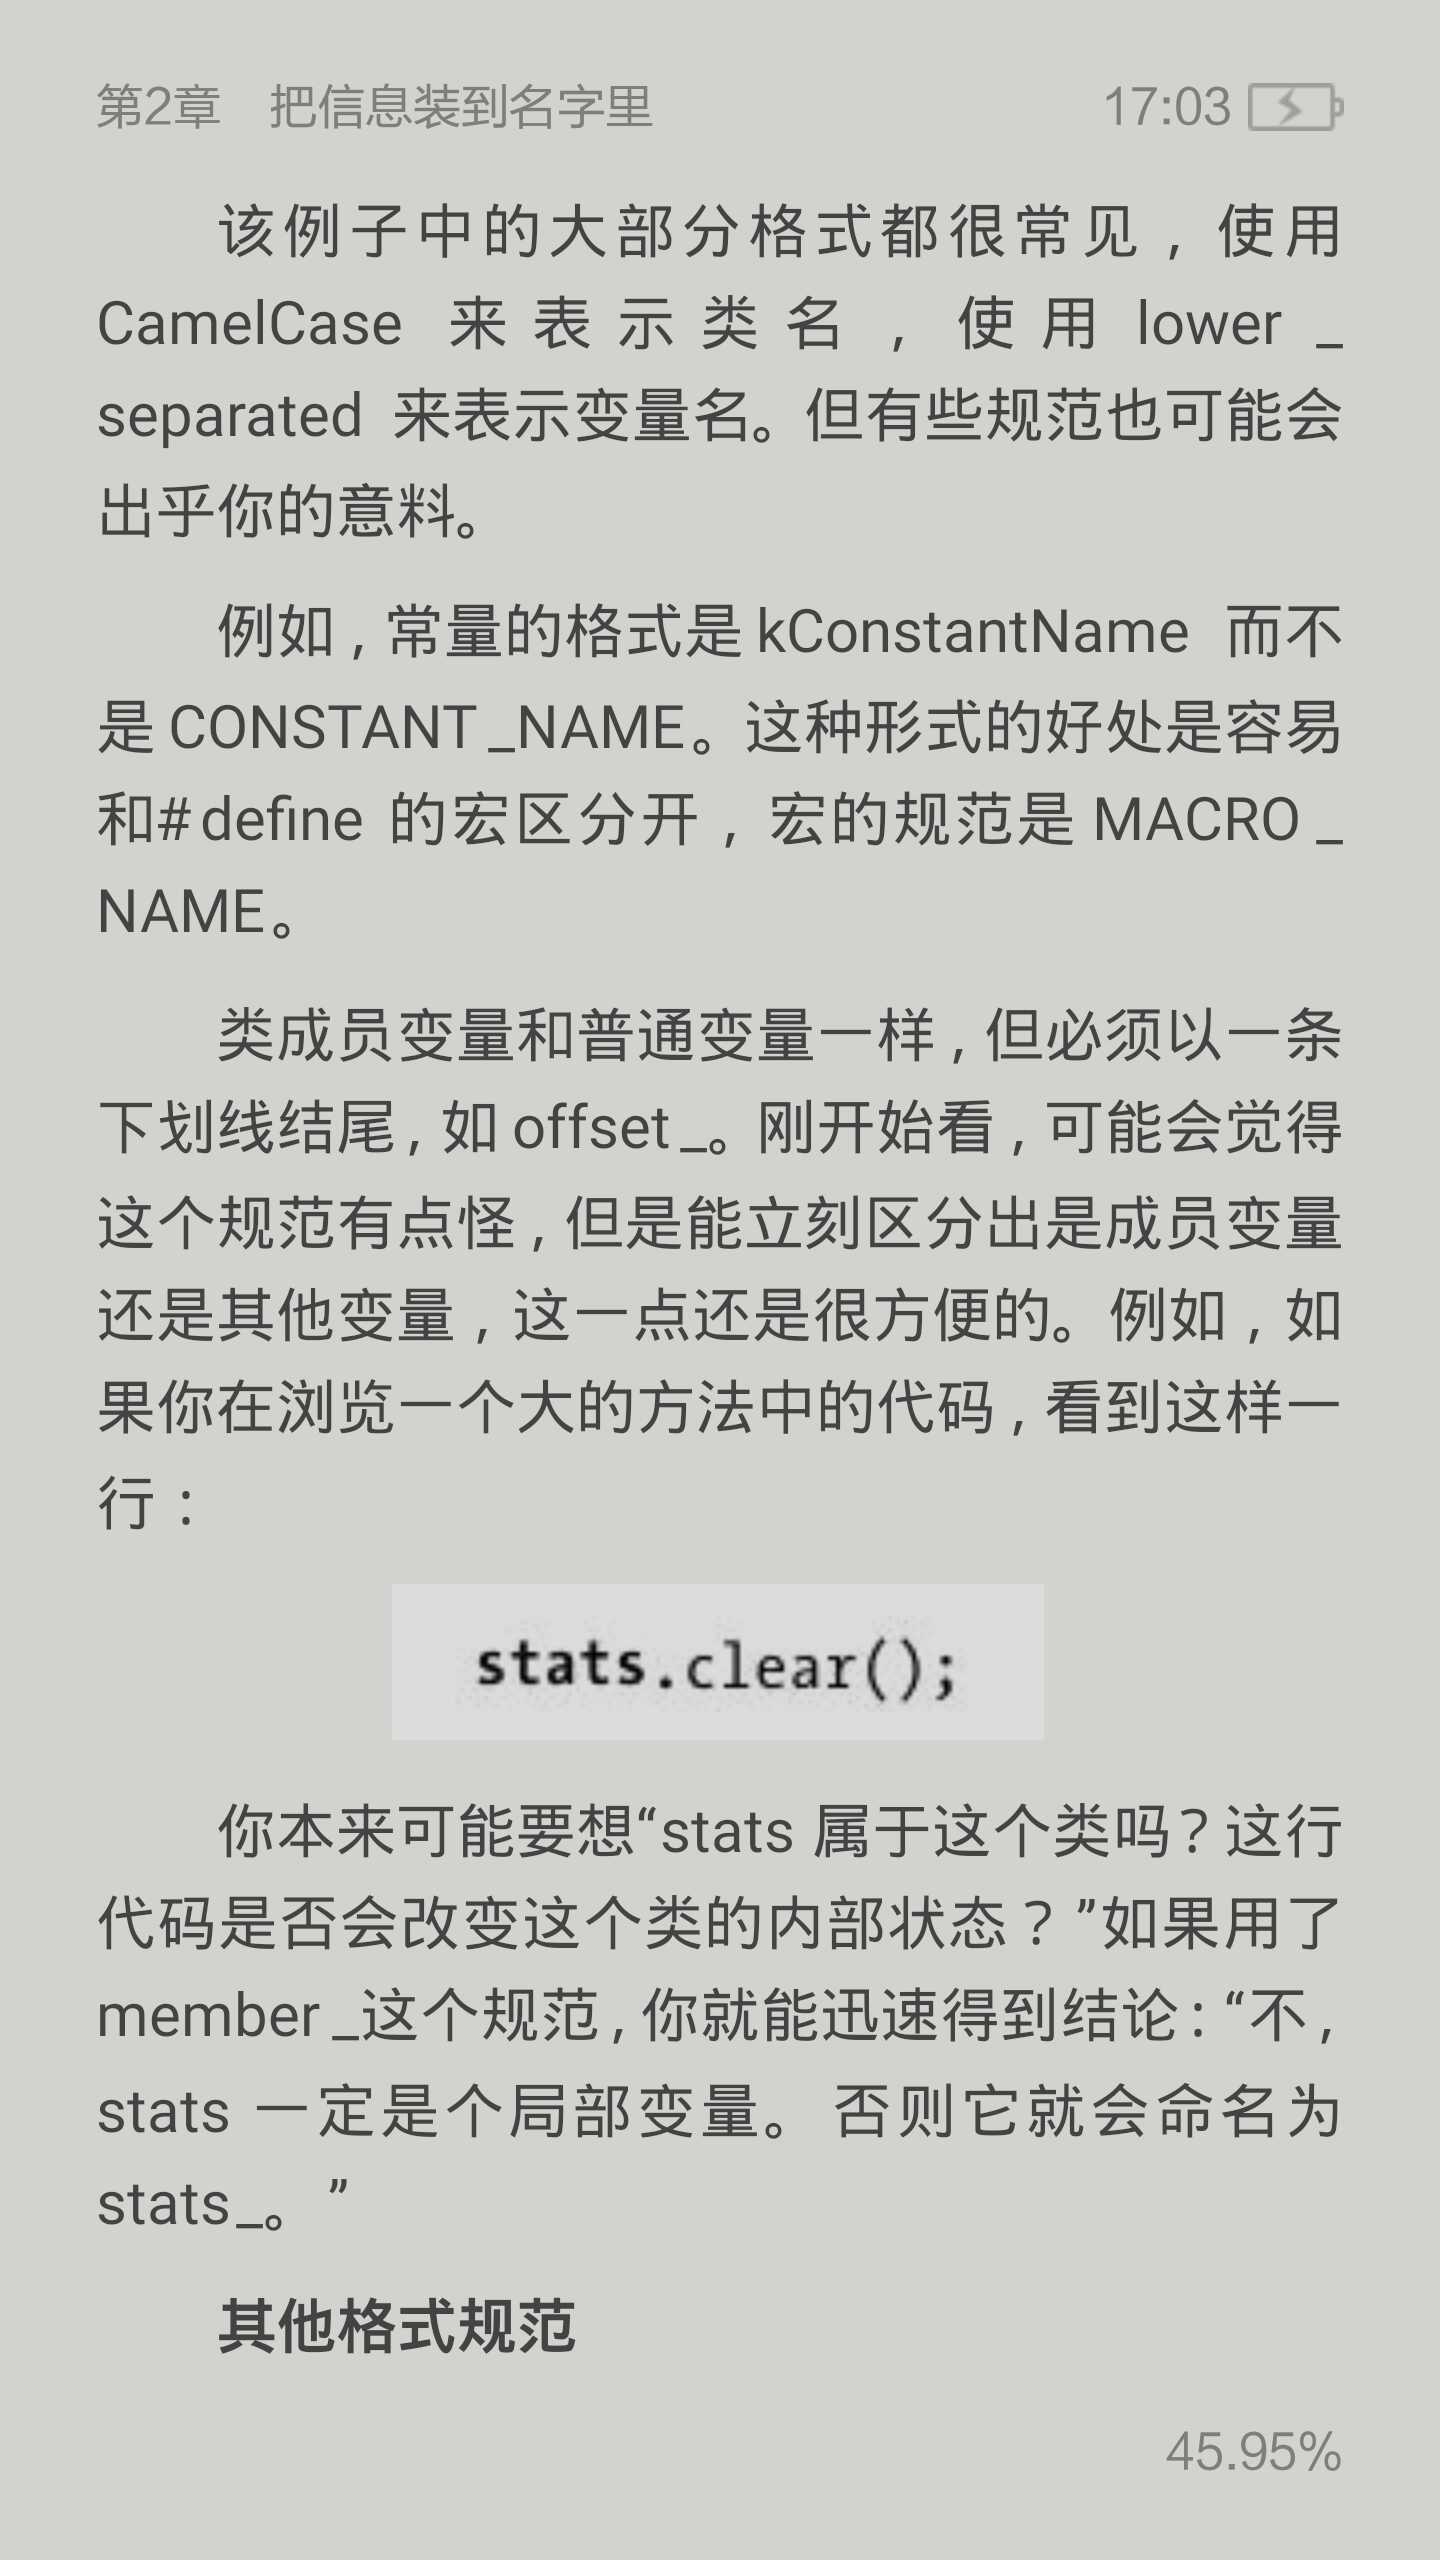 第2章　把信息装到名字里
17:03
该例子中的大部分格式都很常见，使用
CamelCase 来表示类名，使用 lower _
separated 来表示变量名。但有些规范也可能会
出乎你的意料。
例如，常量的格式是 kConstantName 而不
是 CONSTANT _NAME。这种形式的好处是容易
和# define 的宏区分开，宏的规范是 MACRO _
NAME。
类成员变量和普通变量一样，但必须以一条
下划线结尾，如 offset _。刚开始看，可能会觉得
这个规范有点怪，但是能立刻区分出是成员变量
还是其他变量，这一点还是很方便的。例如，如
果你在浏览一个大的方法中的代码，看到这样一
行：
stats.clear();
你本来可能要想“stats 属于这个类吗？这行
代码是否会改变这个类的内部状态？”如果用了
member _这个规范，你就能迅速得到结论：“不，
stats 一定是个局部变量。否则它就会命名为
stats _。”
其他格式规范
45.95%